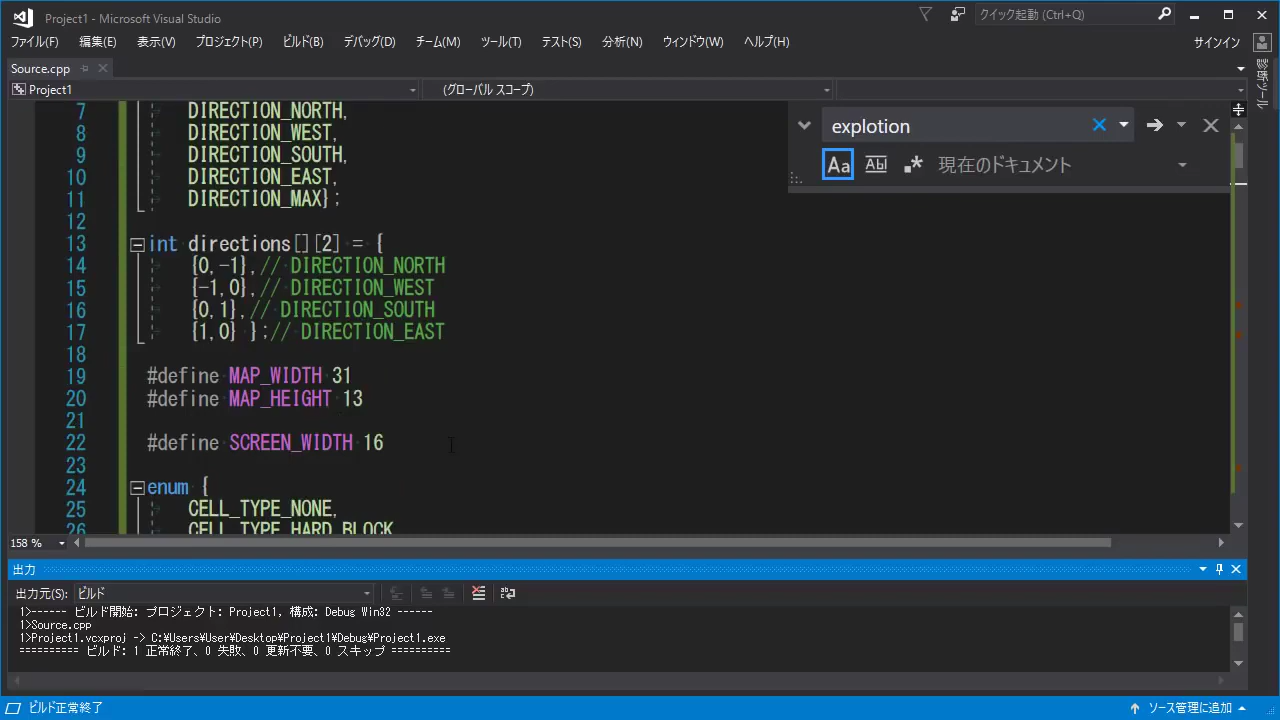 Project1 - Microsoft Visual Studio
クイック起動 (Ctrl+Q)
ファイル(F) 編集(E) 表示(V) プロジェクト(P) ビルド(B) デバッグ(D) チーム(M) ツール(T) テスト(S) 分析(N) ウィンドウ(W) ヘルプ(H)
サインイン
Source.cpp
診断ツール
Project1 (グローバル スコープ)
explotion
Aa Abl
現在のドキュメント
7 DIRECTION_NORTH,
8 DIRECTION_WEST,
9 DIRECTION_SOUTH,
10 DIRECTION_EAST,
11 DIRECTION_MAX};
12
13 int directions[][2] = {
14 {0,-1},// DIRECTION_NORTH
15 {-1,0},// DIRECTION_WEST
16 {0,1},// DIRECTION_SOUTH
17 {1,0} };// DIRECTION_EAST
18
19 #define MAP_WIDTH 31
20 #define MAP_HEIGHT 13
21
22 #define SCREEN_WIDTH 16
23
24 enum {
25 CELL_TYPE_NONE,
26 CELL_TYPE_HARD_BLOCK
158 %
出力
出力元(S): ビルド
1>------ ビルド開始: プロジェクト: Project1, 構成: Debug Win32 ------
1>Source.cpp
1>Project1.vcxproj -> C:¥Users¥User¥Desktop¥Project1¥Debug¥Project1.exe
========== ビルド: 1 正常終了、0 失敗、0 更新不要、0 スキップ ==========
ビルド正常終了
ソース管理に追加